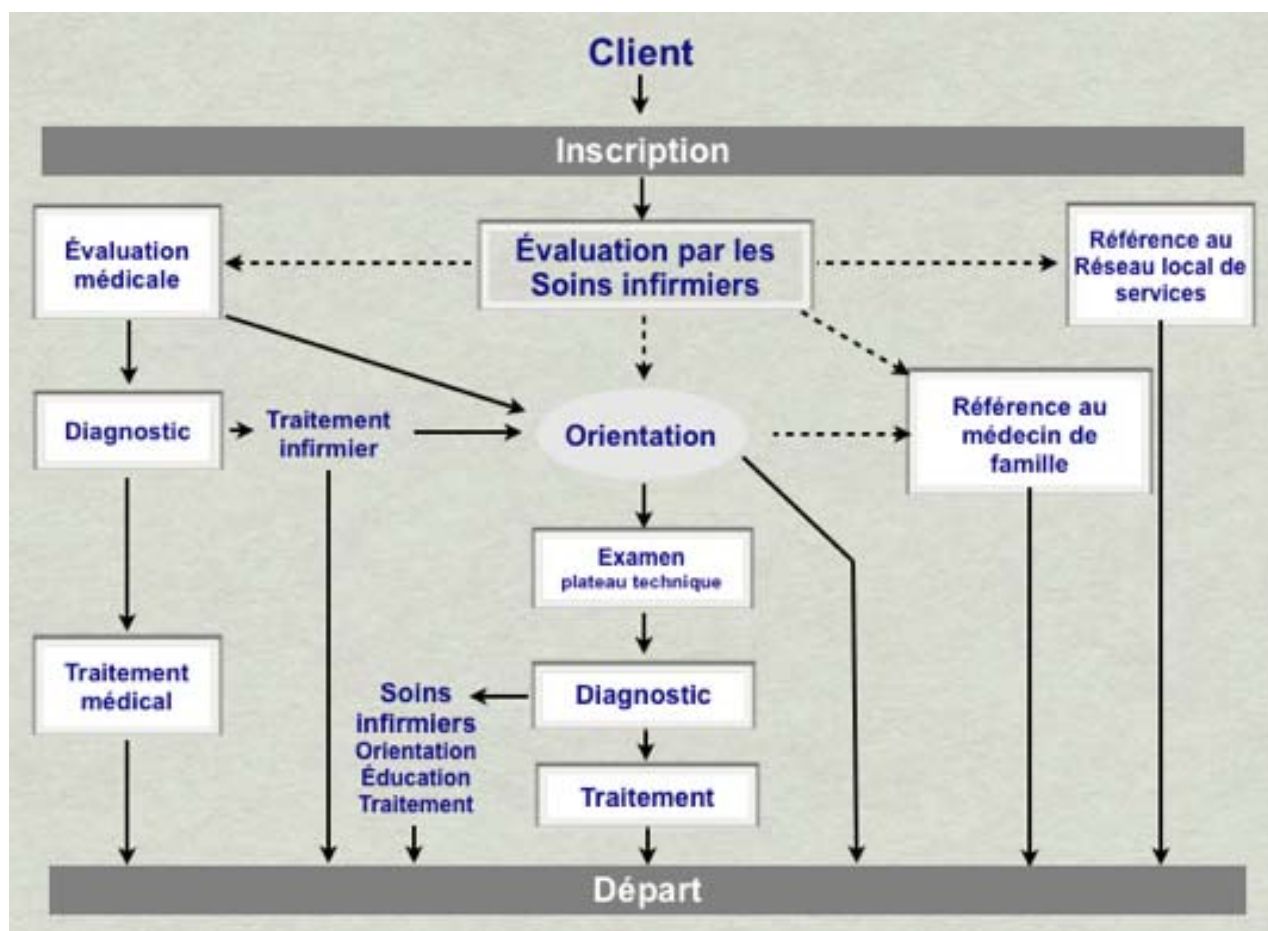 Client
Inscription
Évaluation
médicale
Évaluation par les
Soins infirmiers
Référence au
Réseau local de
services
Diagnostic
Traitement
infirmier
Orientation
Référence au
médecin de
famille
Examen
plateau technique
Traitement
médical
Soins
infirmiers
Orientation
Éducation
Traitement
Diagnostic
Traitement
Départ